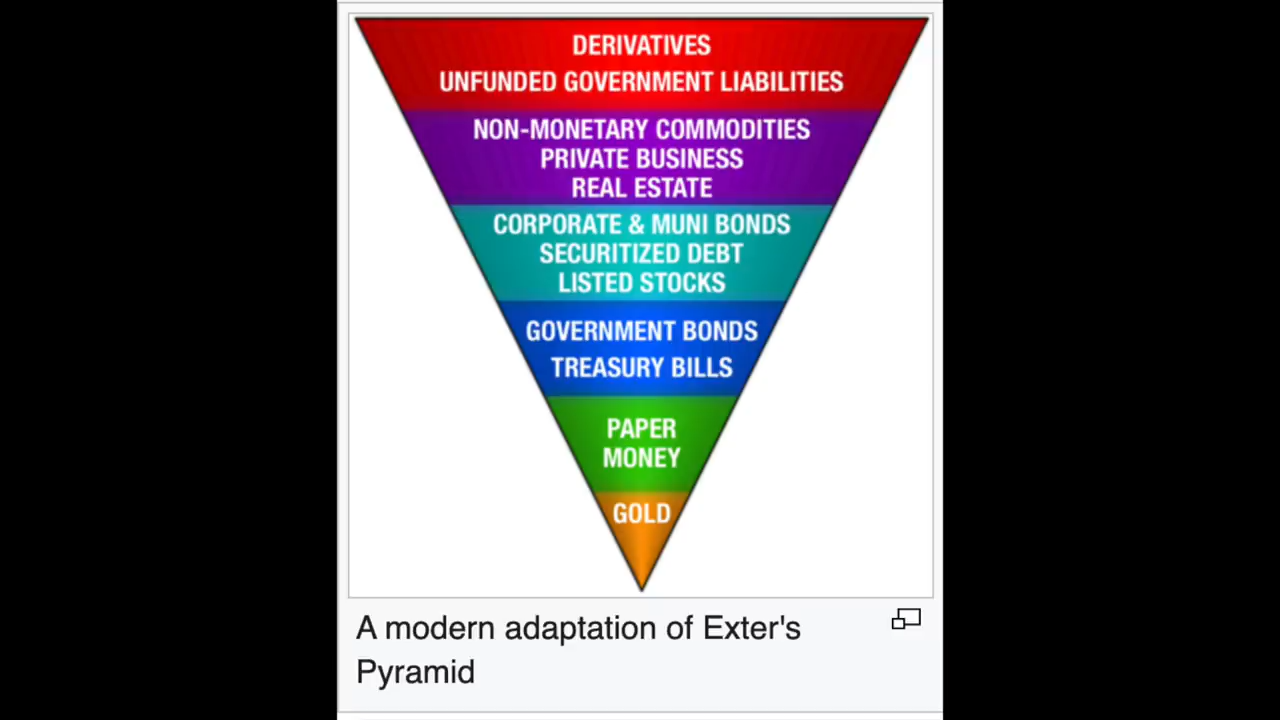 DERIVATIVES
UNFUNDED GOVERNMENT LIABILITIES
NON-MONETARY COMMODITIES
PRIVATE BUSINESS
REAL ESTATE
CORPORATE & MUNI BONDS
SECURITIZED DEBT
LISTED STOCKS
GOVERNMENT BONDS
TREASURY BILLS
PAPER
MONEY
GOLD
A modern adaptation of Exter's
Pyramid